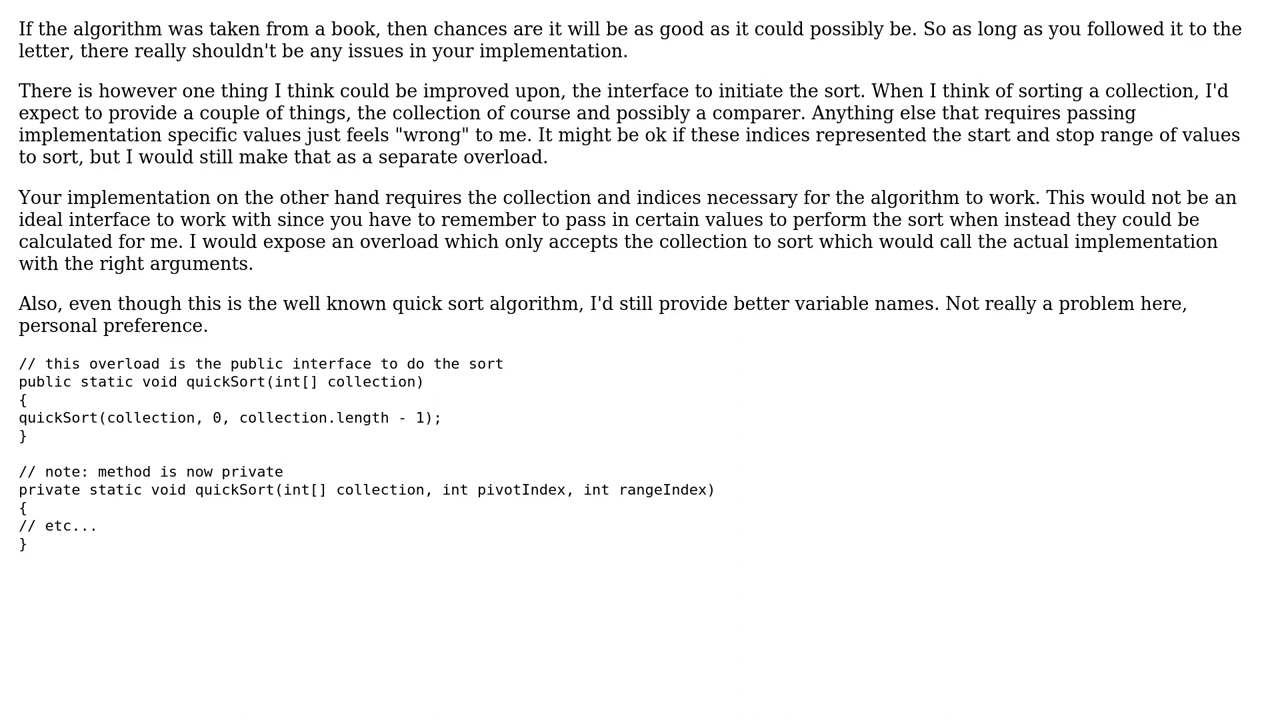 If the algorithm was taken from a book, then chances are it will be as good as it could possibly be. So as long as you followed it to the
letter, there really shouldn't be any issues in your implementation.
There is however one thing I think could be improved upon, the interface to initiate the sort. When I think of sorting a collection, I'd
expect to provide a couple of things, the collection of course and possibly a comparer. Anything else that requires passing
implementation specific values just feels "wrong" to me. It might be ok if these indices represented the start and stop range of values
to sort, but I would still make that as a separate overload.
Your implementation on the other hand requires the collection and indices necessary for the algorithm to work. This would not be an
ideal interface to work with since you have to remember to pass in certain values to perform the sort when instead they could be
calculated for me. I would expose an overload which only accepts the collection to sort which would call the actual implementation
with the right arguments.
Also, even though this is the well known quick sort algorithm, I'd still provide better variable names. Not really a problem here,
personal preference.
// this overload is the public interface to do the sort
public static void quickSort(int[] collection)
{
quickSort(collection, 0, collection.length - 1);
}
// note: method is now private
private static void quickSort(int[] collection, int pivotIndex, int rangeIndex)
{
// etc...
}